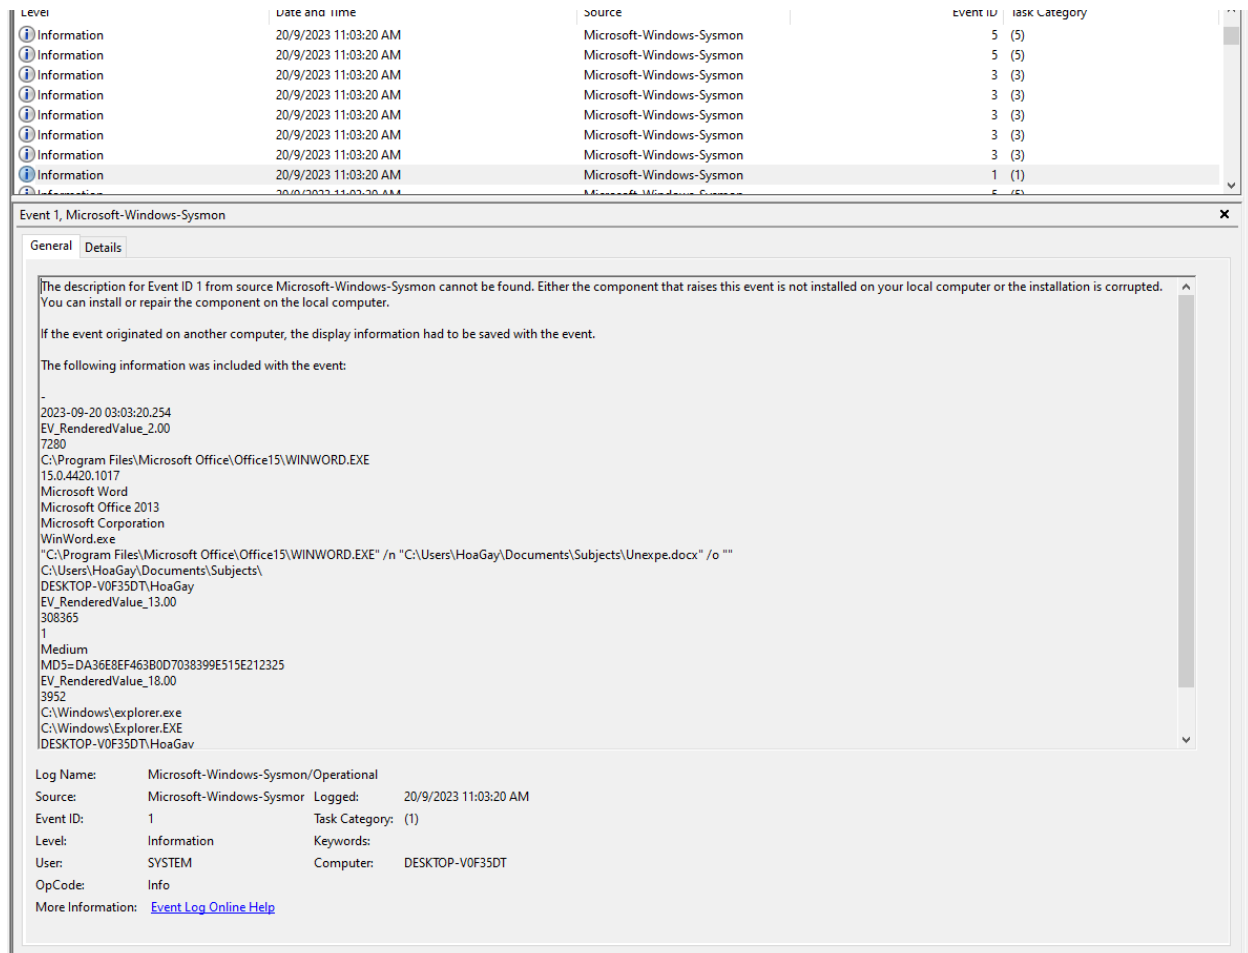 Level Date and Time Source Event ID Task Category
Information 20/9/2023 11:03:20 AM Microsoft-Windows-Sysmon 5 (5)
Information 20/9/2023 11:03:20 AM Microsoft-Windows-Sysmon 5 (5)
Information 20/9/2023 11:03:20 AM Microsoft-Windows-Sysmon 3 (3)
Information 20/9/2023 11:03:20 AM Microsoft-Windows-Sysmon 3 (3)
Information 20/9/2023 11:03:20 AM Microsoft-Windows-Sysmon 3 (3)
Information 20/9/2023 11:03:20 AM Microsoft-Windows-Sysmon 3 (3)
Information 20/9/2023 11:03:20 AM Microsoft-Windows-Sysmon 3 (3)
Information 20/9/2023 11:03:20 AM Microsoft-Windows-Sysmon 1 (1)
Information 20/9/2023 11:03:20 AM Microsoft-Windows-Sysmon 5 (5)
Event 1, Microsoft-Windows-Sysmon
General Details
The description for Event ID 1 from source Microsoft-Windows-Sysmon cannot be found. Either the component that raises this event is not installed on your local computer or the installation is corrupted.
You can install or repair the component on the local computer.
If the event originated on another computer, the display information had to be saved with the event.
The following information was included with the event:
-
2023-09-20 03:03:20.254
EV_RenderedValue_2.00
7280
C:\Program Files\Microsoft Office\Office15\WINWORD.EXE
15.0.4420.1017
Microsoft Word
Microsoft Office 2013
Microsoft Corporation
WinWord.exe
"C:\Program Files\Microsoft Office\Office15\WINWORD.EXE" /n "C:\Users\HoaGay\Documents\Subjects\Unexpe.docx" /o ""
C:\Users\HoaGay\Documents\Subjects\
DESKTOP-V0F35DT\HoaGay
EV_RenderedValue_13.00
308365
1
Medium
MD5=DA36E8EF463B0D7038399E515E212325
EV_RenderedValue_18.00
3952
C:\Windows\explorer.exe
C:\Windows\Explorer.EXE
DESKTOP-V0F35DT\HoaGay
Log Name: Microsoft-Windows-Sysmon/Operational
Source: Microsoft-Windows-Sysmor Logged: 20/9/2023 11:03:20 AM
Event ID: 1 Task Category: (1)
Level: Information Keywords:
User: SYSTEM Computer: DESKTOP-V0F35DT
OpCode: Info
More Information: Event Log Online Help